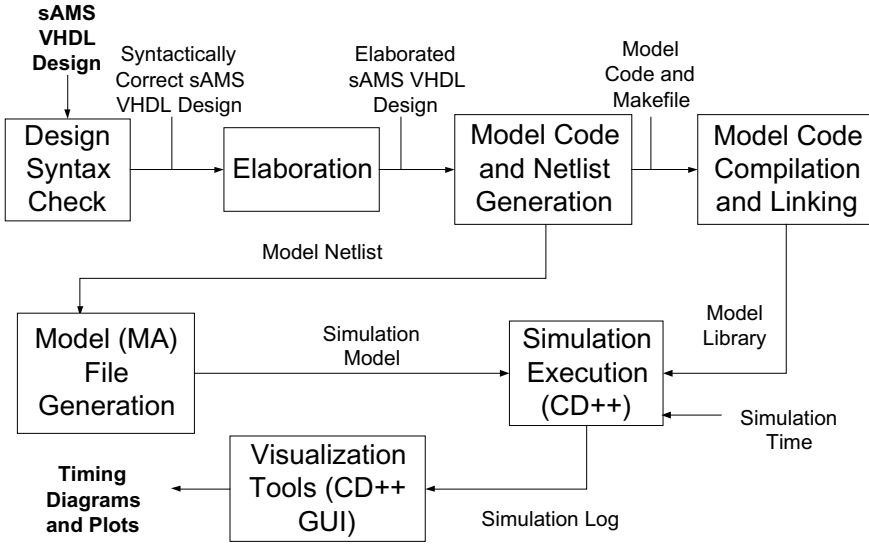 sAMS
VHDL
Design
Syntactically
Correct sAMS
VHDL Design
Elaborated
sAMS VHDL
Design
Model
Code and
Makefile
Design
Syntax
Check
Elaboration
Model Code
and Netlist
Generation
Model Code
Compilation
and Linking
Model Netlist
Model (MA)
File
Generation
Simulation
Model
Simulation
Execution
(CD++)
Model
Library
Simulation
Time
Visualization
Tools (CD++
GUI)
Timing
Diagrams
and Plots
Simulation Log